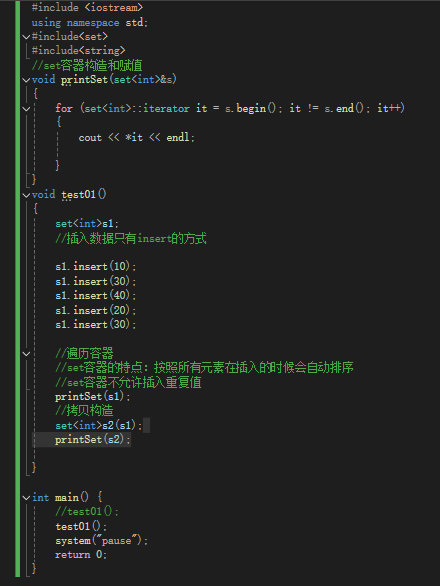 #include <iostream>
using namespace std;
#include<set>
#include<string>
//set容器构造和赋值
void printSet(set<int>&s)
{
for (set<int>::iterator it = s.begin(); it != s.end(); it++)
{
cout << *it << endl;
}
}
void test01()
{
set<int>s1;
//插入数据只有insert的方式
s1.insert(10);
s1.insert(30);
s1.insert(40);
s1.insert(20);
s1.insert(30);
//遍历容器
//set容器的特点：按照所有元素在插入的时候会自动排序
//set容器不允许插入重复值
printSet(s1);
//拷贝构造
set<int>s2(s1);
printSet(s2);
}
int main() {
//test01();
test01();
system("pause");
return 0;
}